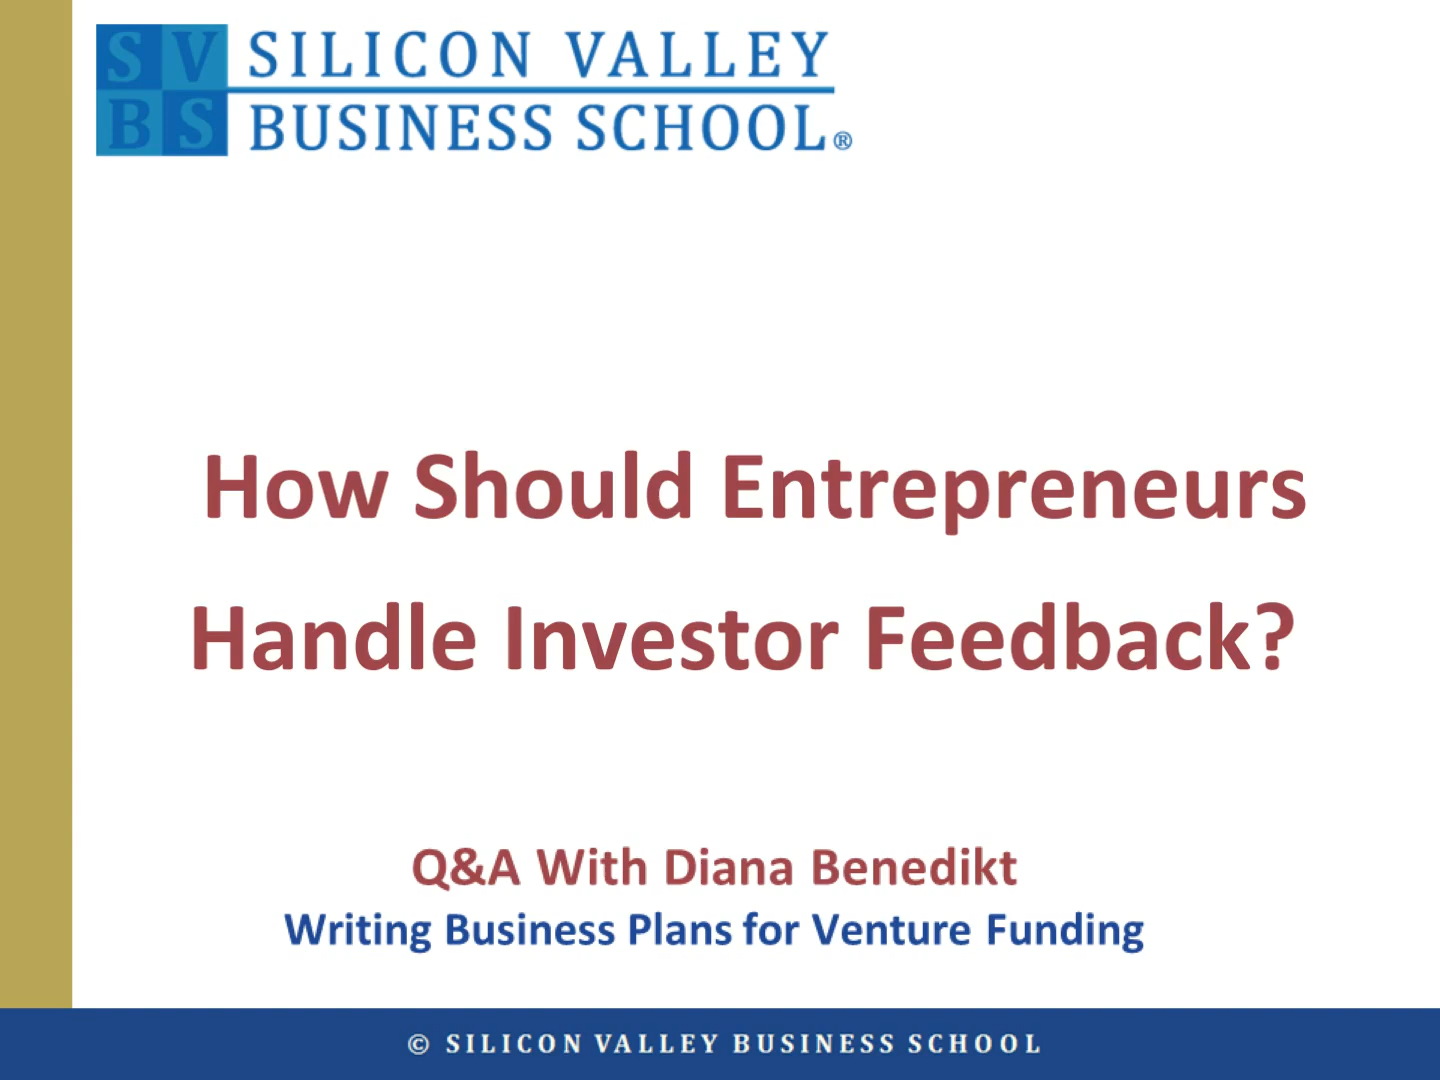 SV
BS
SILICON VALLEY
BUSINESS SCHOOL®
How Should Entrepreneurs
Handle Investor Feedback?
Q&A With Diana Benedikt
Writing Business Plans for Venture Funding
© SILICON VALLEY BUSINESS SCHOOL